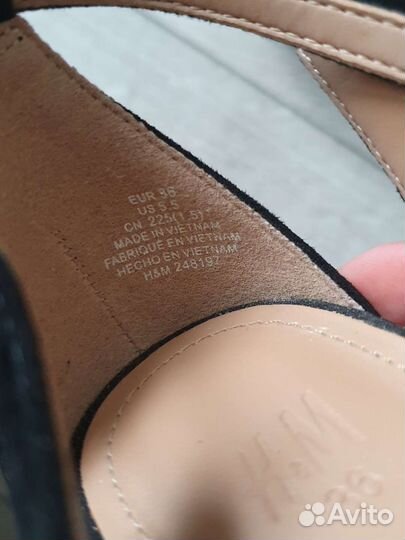 EUR 36
US 5.5
CN 225(1.5)
MADE IN VIETNAM
FABRIQUÉ EN VIETNAM
HECHO EN VIETNAM
H&M 248197
H&M
36
Avito